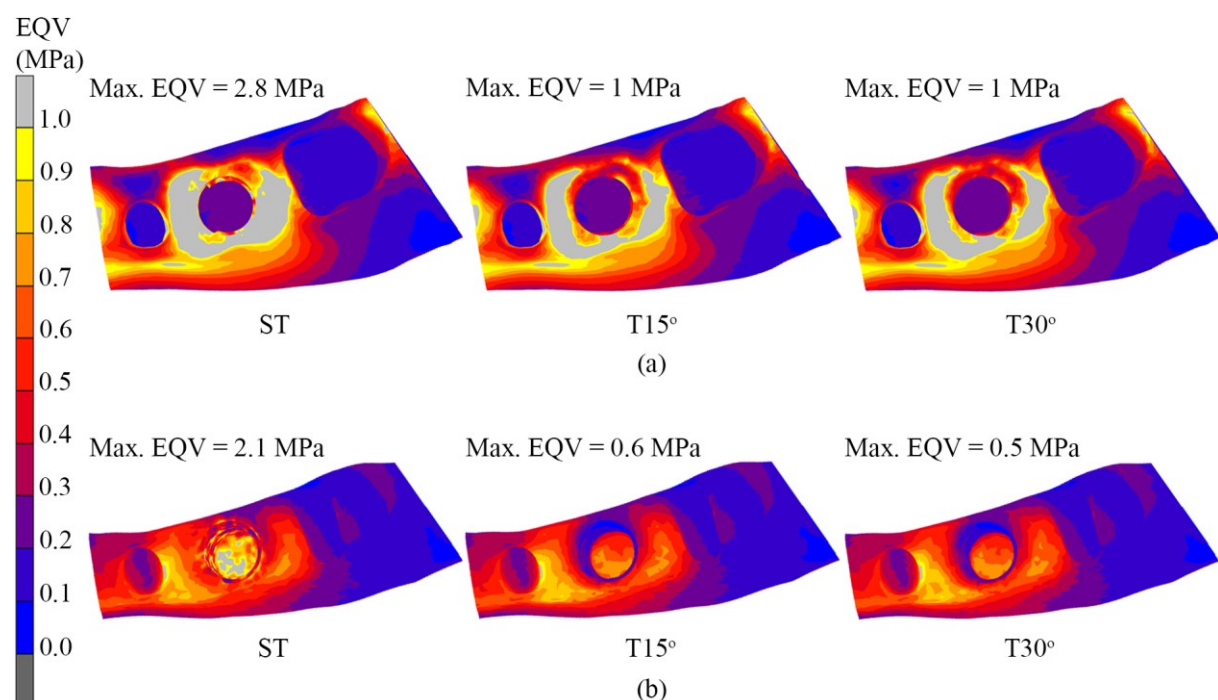 EQV
(MPa)
Max. EQV = 2.8 MPa
Max. EQV = 1 MPa
Max. EQV = 1 MPa
1.0
0.9
0.8
0.7
0.6
0.5
0.4
0.3
0.2
0.1
0.0
ST
T15°
T30°
(a)
Max. EQV = 2.1 MPa
Max. EQV = 0.6 MPa
Max. EQV = 0.5 MPa
ST
T15°
T30°
(b)